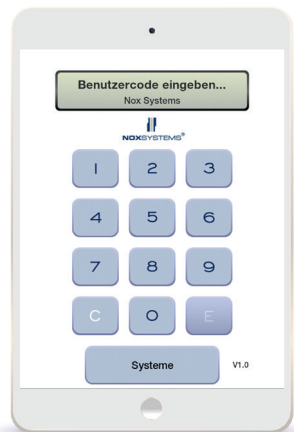 Benutzercode eingeben...
Nox Systems
NOXSYSTEMS®
1 2 3
4 5 6
7 8 9
C 0 E
Systeme V1.0